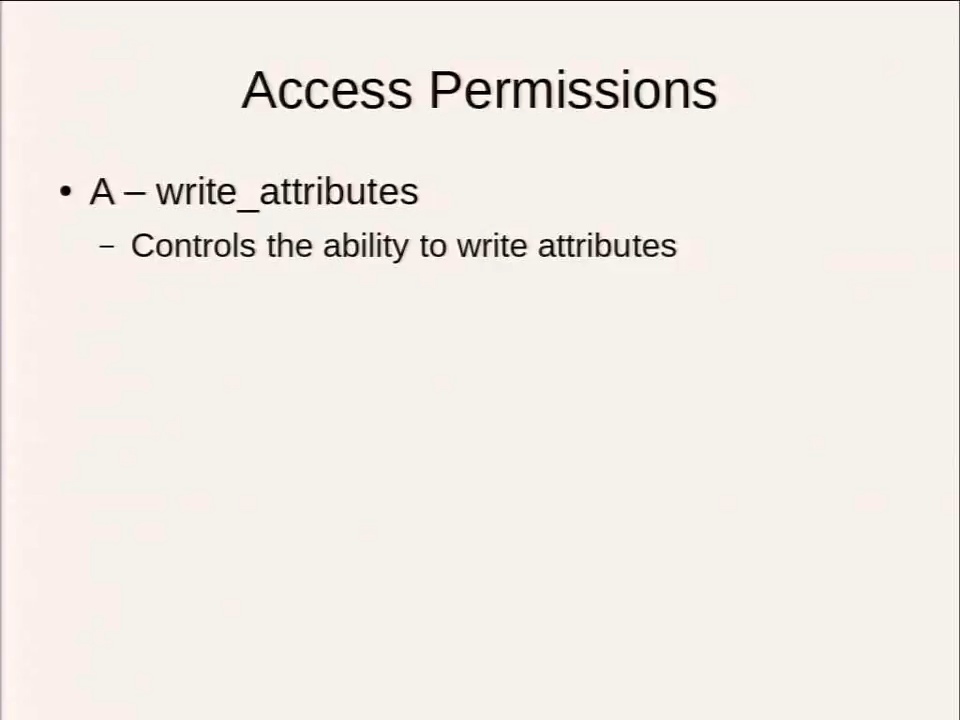 Access Permissions
• A – write_attributes
– Controls the ability to write attributes